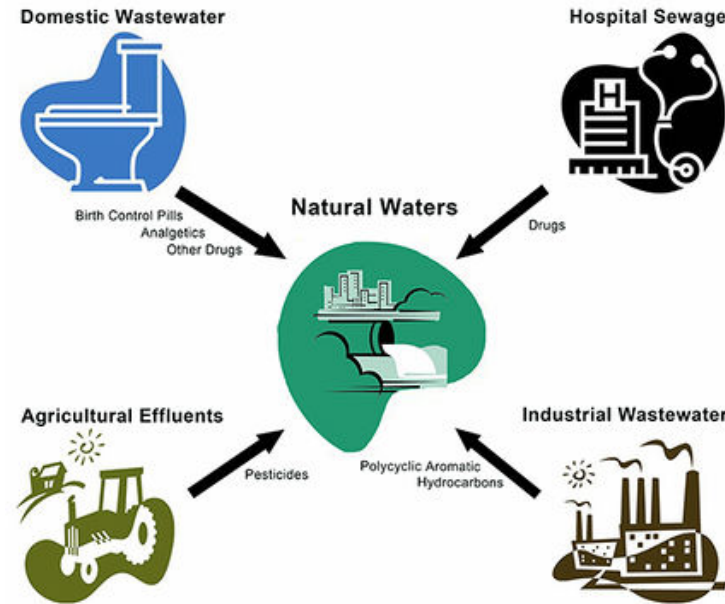 Domestic Wastewater
Hospital Sewage
Birth Control Pills
Analgetics
Other Drugs
Natural Waters
Drugs
H
Agricultural Effluents
Industrial Wastewater
Pesticides
Polycyclic Aromatic
Hydrocarbons